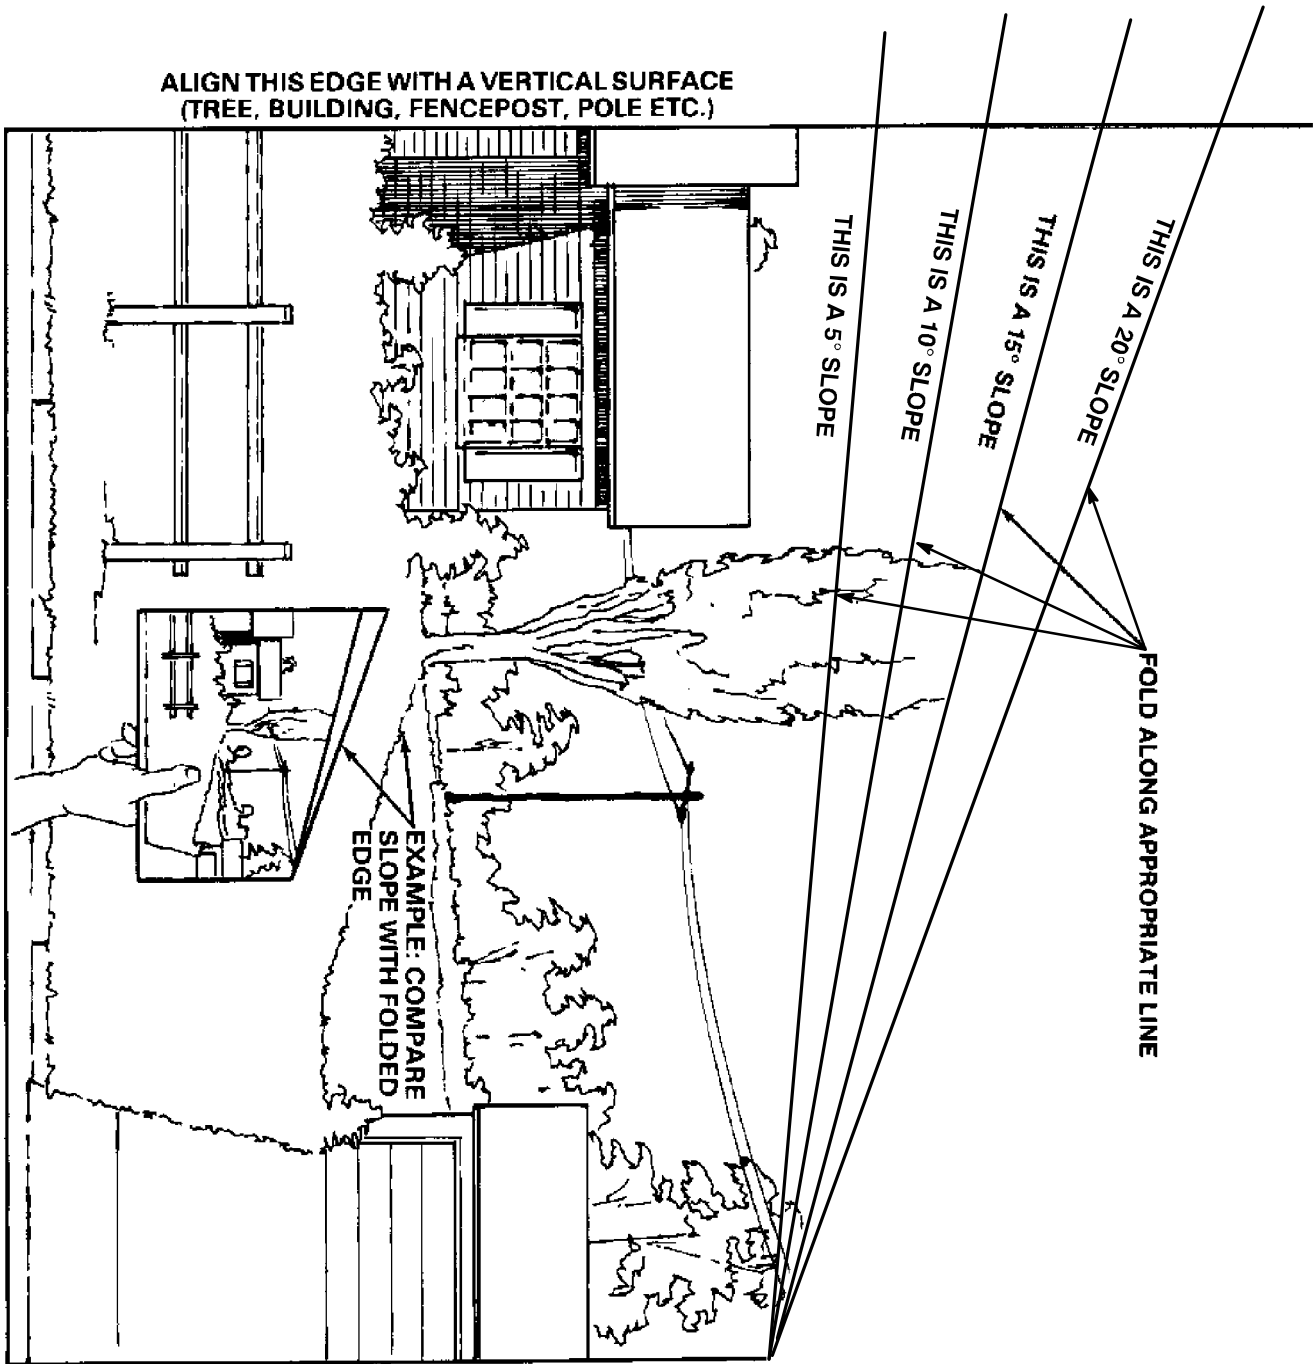 ALIGN THIS EDGE WITH A VERTICAL SURFACE
(TREE, BUILDING, FENCEPOST, POLE ETC.)
THIS IS A 5° SLOPE
THIS IS A 10° SLOPE
THIS IS A 15° SLOPE
THIS IS A 20° SLOPE
FOLD ALONG APPROPRIATE LINE
EXAMPLE: COMPARE
SLOPE WITH FOLDED
EDGE